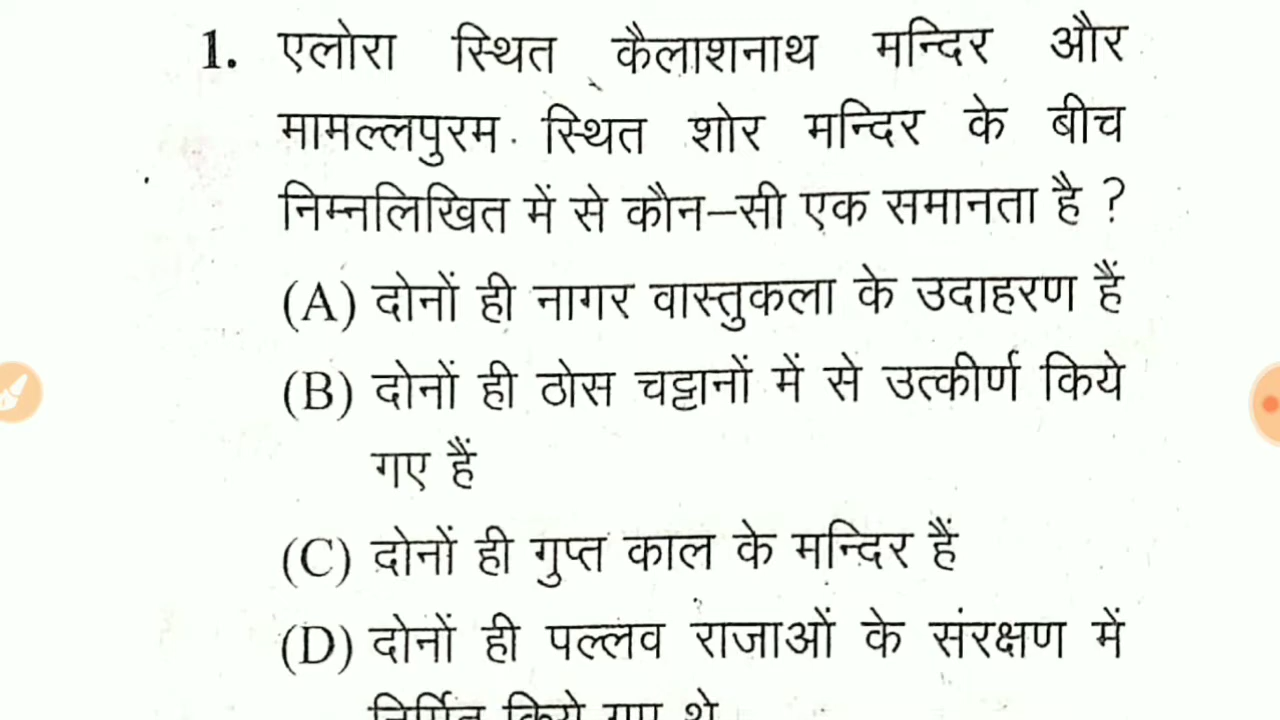 1. एलोरा स्थित कैलाशनाथ मन्दिर और
मामल्लपुरम स्थित शोर मन्दिर के बीच
निम्नलिखित में से कौन-सी एक समानता है ?
(A) दोनों ही नागर वास्तुकला के उदाहरण हैं
(B) दोनों ही ठोस चट्टानों में से उत्कीर्ण किये
गए हैं
(C) दोनों ही गुप्त काल के मन्दिर हैं
(D) दोनों ही पल्लव राजाओं के संरक्षण में
निर्मित किये गए थे